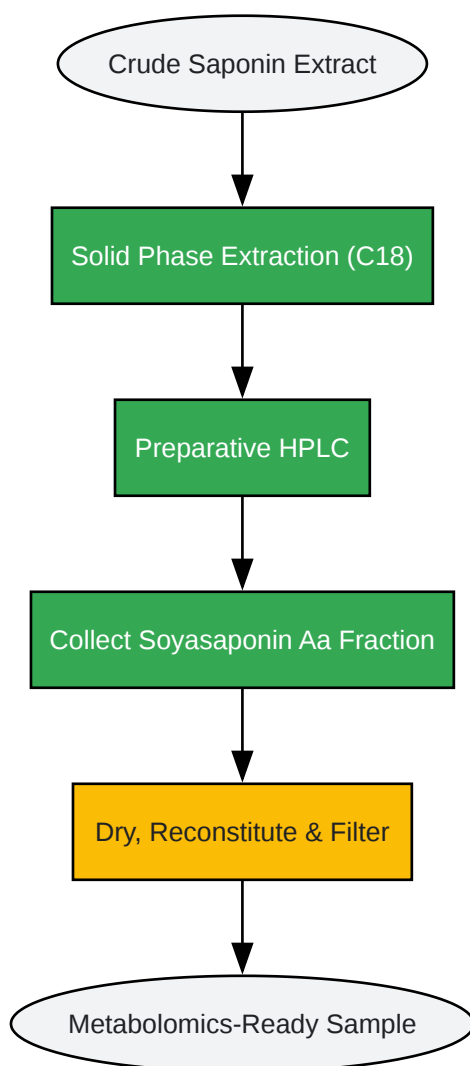 Crude Saponin Extract
Solid Phase Extraction (C18)
Preparative HPLC
Collect Soyasaponin Aa Fraction
Dry, Reconstitute & Filter
Metabolomics-Ready Sample